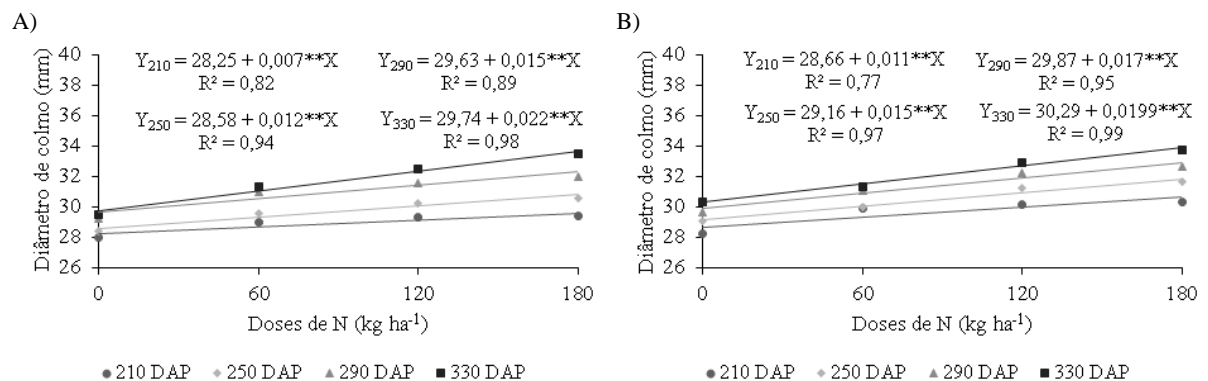 A)
Diâmetro de colmo (mm)
40
38
36
34
32
30
28
26
Y₂₁₀ = 28,25 + 0,007**X
R² = 0,82
Y₂₉₀ = 29,63 + 0,015**X
R² = 0,89
Y₂₅₀ = 28,58 + 0,012**X
R² = 0,94
Y₃₃₀ = 29,74 + 0,022**X
R² = 0,98
0 60 120 180
Doses de N (kg ha⁻¹)
210 DAP 250 DAP 290 DAP 330 DAP
B)
Diâmetro de colmo (mm)
40
38
36
34
32
30
28
26
Y₂₁₀ = 28,66 + 0,011**X
R² = 0,77
Y₂₉₀ = 29,87 + 0,017**X
R² = 0,95
Y₂₅₀ = 29,16 + 0,015**X
R² = 0,97
Y₃₃₀ = 30,29 + 0,0199**X
R² = 0,99
0 60 120 180
Doses de N (kg ha⁻¹)
210 DAP 250 DAP 290 DAP 330 DAP